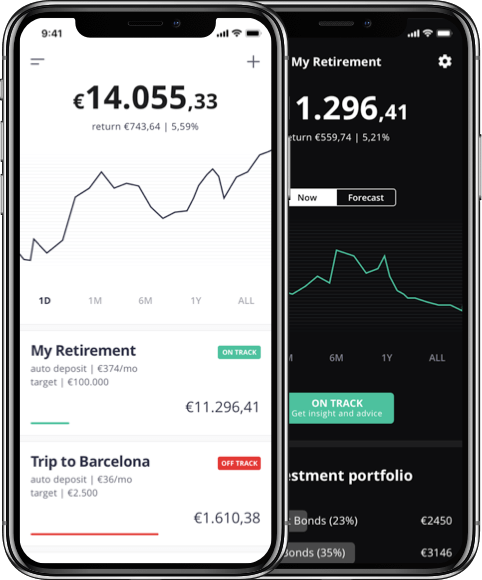 9:41
€14.055,33
return €743,64 | 5,59%
1D 1M 6M 1Y ALL
My Retirement
ON TRACK
auto deposit | €374/mo
target | €100.000
€11.296,41
Trip to Barcelona
OFF TRACK
auto deposit | €36/mo
target | €2.500
€1.610,38
My Retirement
1.296,41
turn €559,74 | 5,21%
Now Forecast
M 6M 1Y ALL
ON TRACK
Get insight and advice
estment portfolio
Bonds (23%) €2450
Bonds (35%) €3146